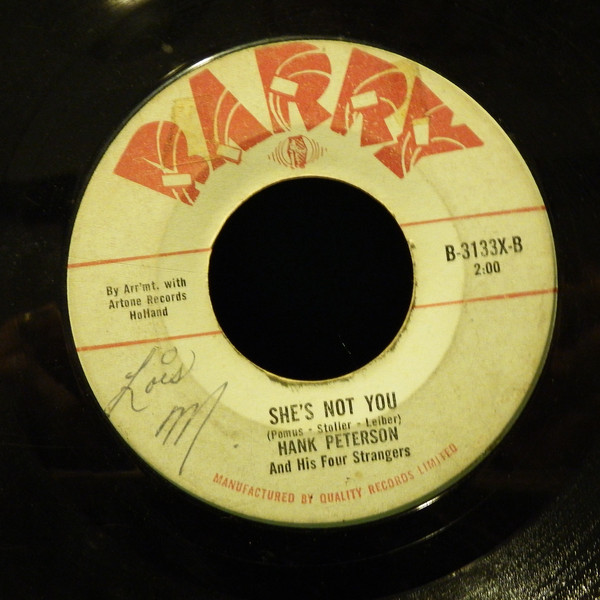 BARRY
B-3133X-B
2:00
By Arr'mt. with
Artone Records
Holland
Lois
M.
SHE'S NOT YOU
(Pomus - Stoller - Leiber)
HANK PETERSON
And His Four Strangers
MANUFACTURED BY QUALITY RECORDS LIMITED